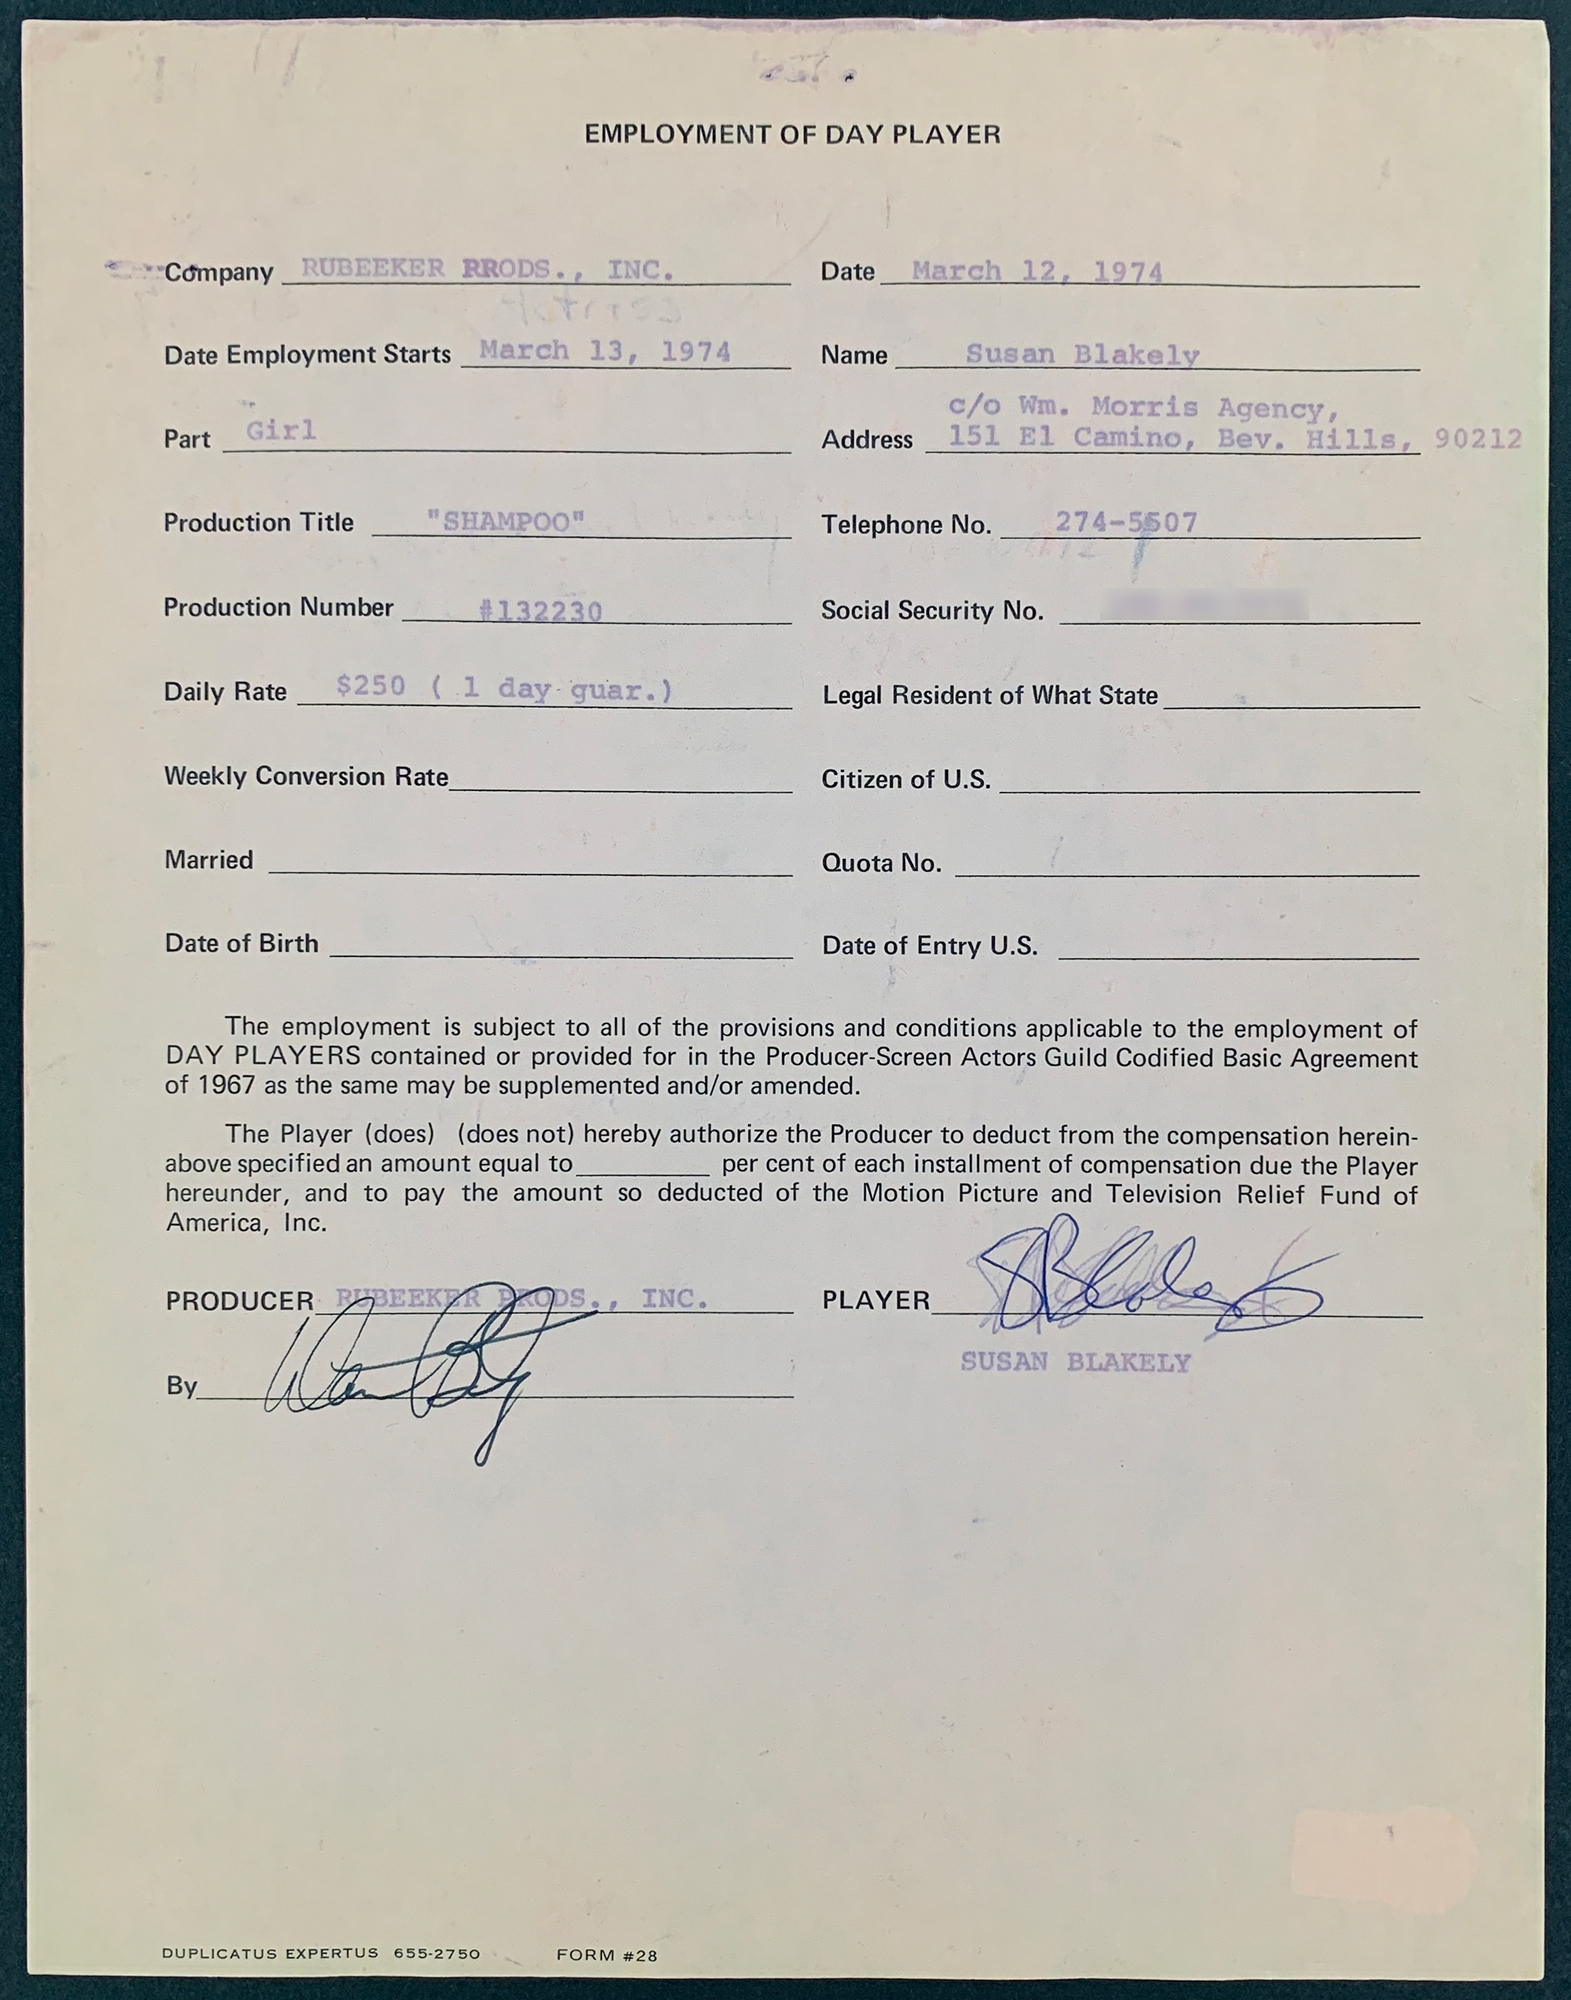 EMPLOYMENT OF DAY PLAYER
Company RUBEEKER PRODS., INC. Date March 12, 1974
Date Employment Starts March 13, 1974 Name Susan Blakely
c/o Wm. Morris Agency,
Part Girl Address 151 El Camino, Bev. Hills, 90212
Production Title "SHAMPOO" Telephone No. 274-5507
Production Number #132230 Social Security No.
Daily Rate $250 ( 1 day guar.) Legal Resident of What State
Weekly Conversion Rate Citizen of U.S.
Married Quota No.
Date of Birth Date of Entry U.S.
The employment is subject to all of the provisions and conditions applicable to the employment of
DAY PLAYERS contained or provided for in the Producer-Screen Actors Guild Codified Basic Agreement
of 1967 as the same may be supplemented and/or amended.
The Player (does) (does not) hereby authorize the Producer to deduct from the compensation herein-
above specified an amount equal to per cent of each installment of compensation due the Player
hereunder, and to pay the amount so deducted of the Motion Picture and Television Relief Fund of
America, Inc.
PRODUCER RUBEEKER PRODS., INC. PLAYER SBlakely
SUSAN BLAKELY
By
DUPLICATUS EXPERTUS 655-2750 FORM #28